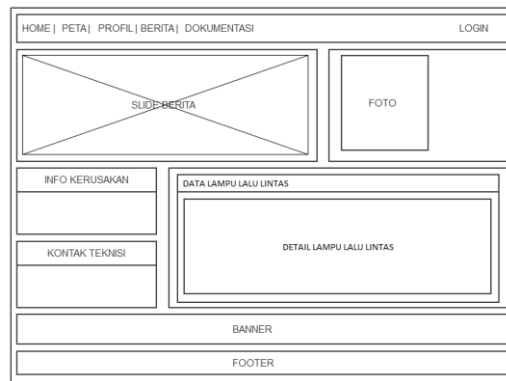 HOME | PETA | PROFIL | BERITA | DOKUMENTASI LOGIN
SLIDE BERITA
FOTO
INFO KERUSAKAN
DATA LAMPU LALU LINTAS
DETAIL LAMPU LALU LINTAS
KONTAK TEKNISI
BANNER
FOOTER